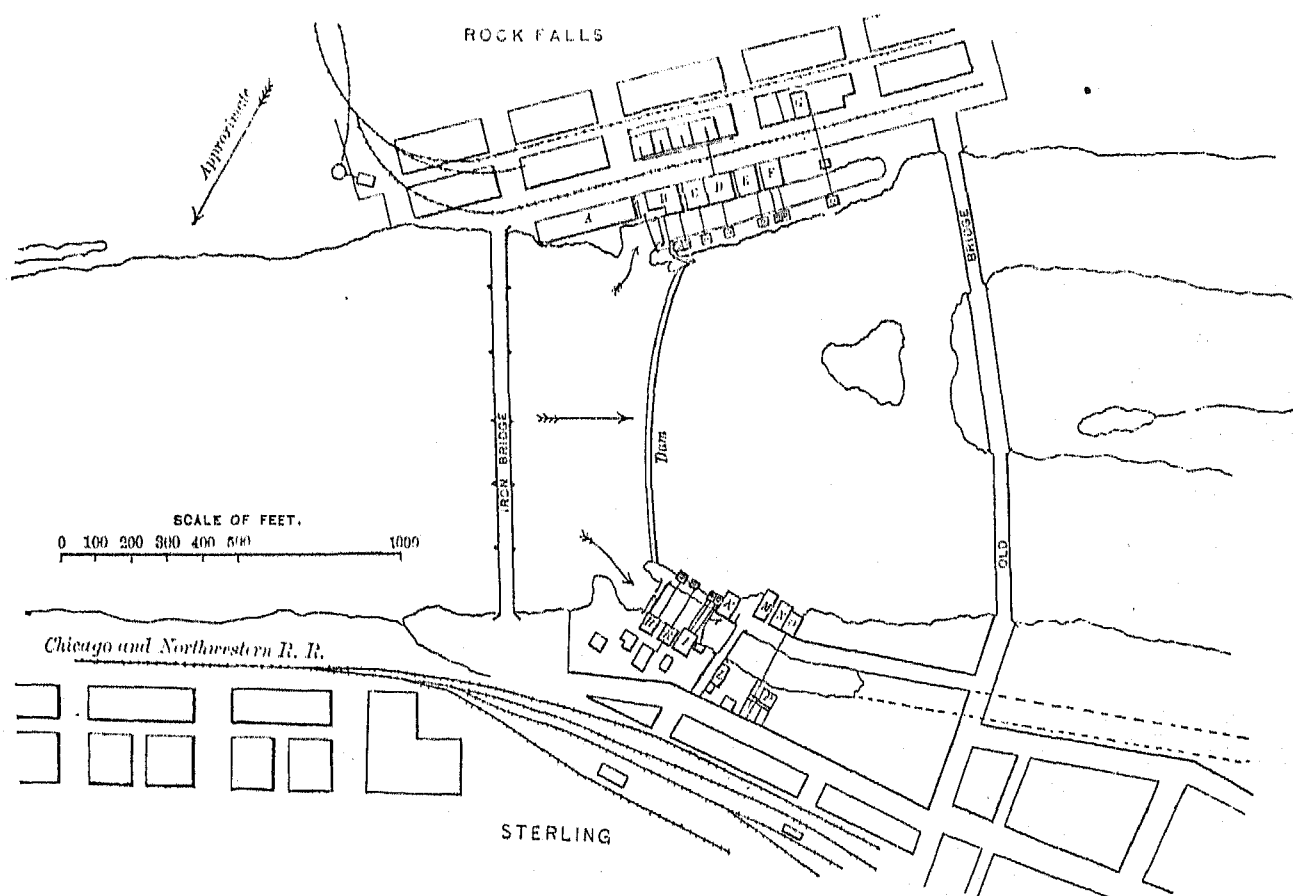 ROCK FALLS
Approximate
A
B
C
D
E
F
G
BRIDGE
IRON BRIDGE
Dam
SCALE OF FEET.
0 100 200 300 400 500 1000
OLD
Chicago and Northwestern R. R.
H
I
K
M
N
O
L
STERLING